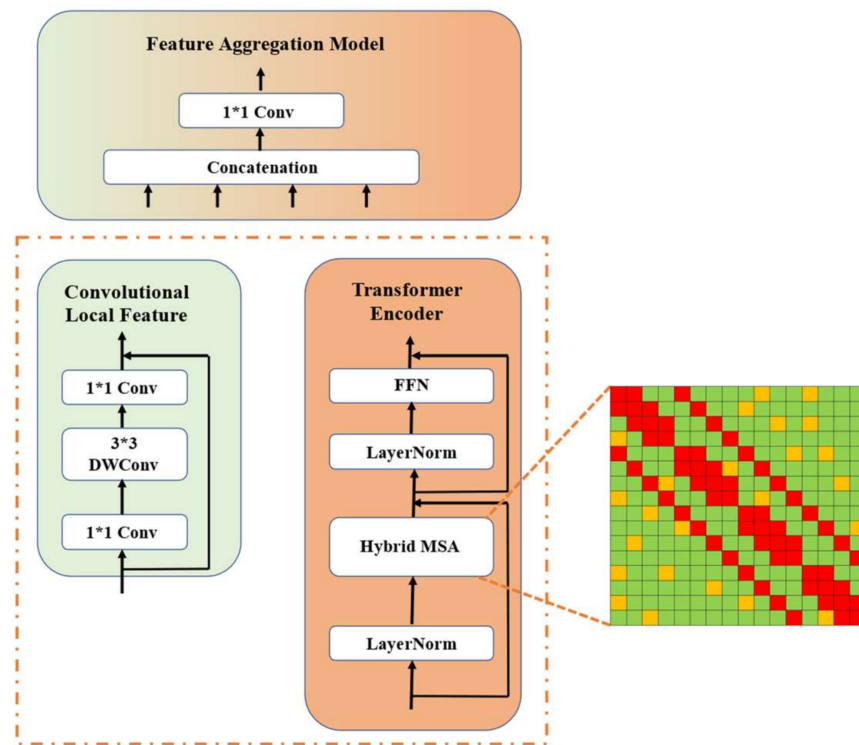 Feature Aggregation Model
1*1 Conv
Concatenation
Convolutional
Local Feature
1*1 Conv
3*3
DWConv
1*1 Conv
Transformer
Encoder
FFN
LayerNorm
Hybrid MSA
LayerNorm